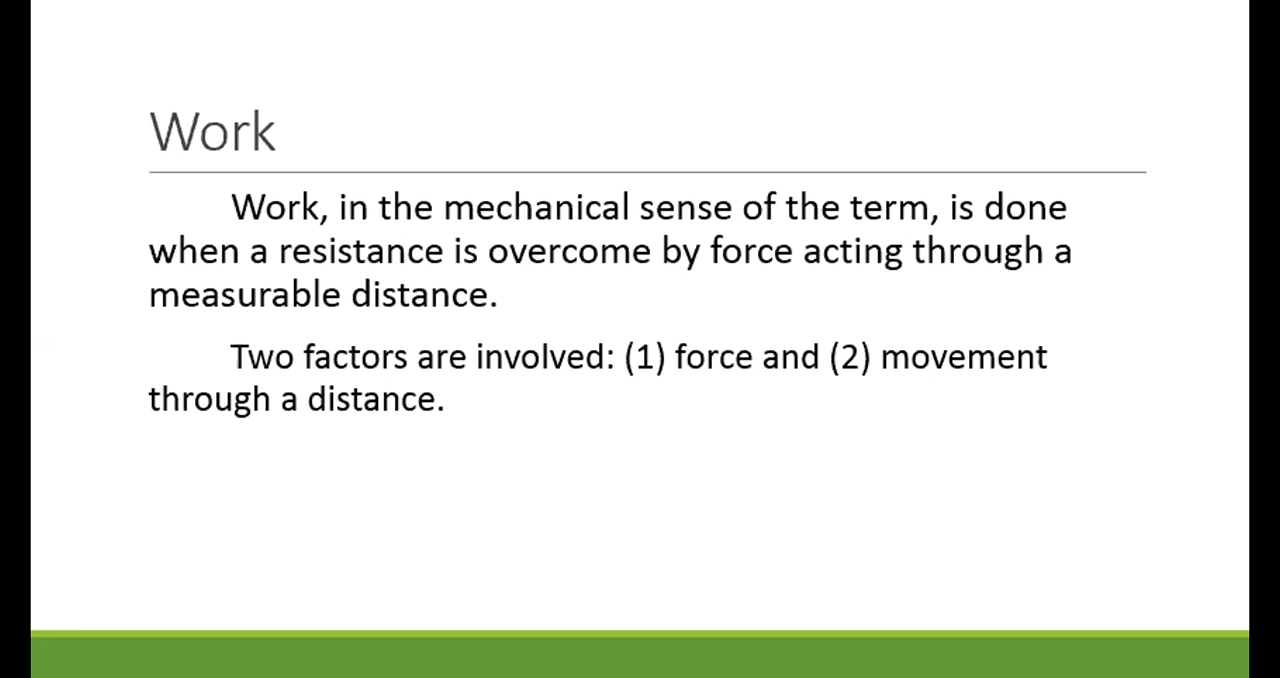 Work
Work, in the mechanical sense of the term, is done
when a resistance is overcome by force acting through a
measurable distance.
Two factors are involved: (1) force and (2) movement
through a distance.